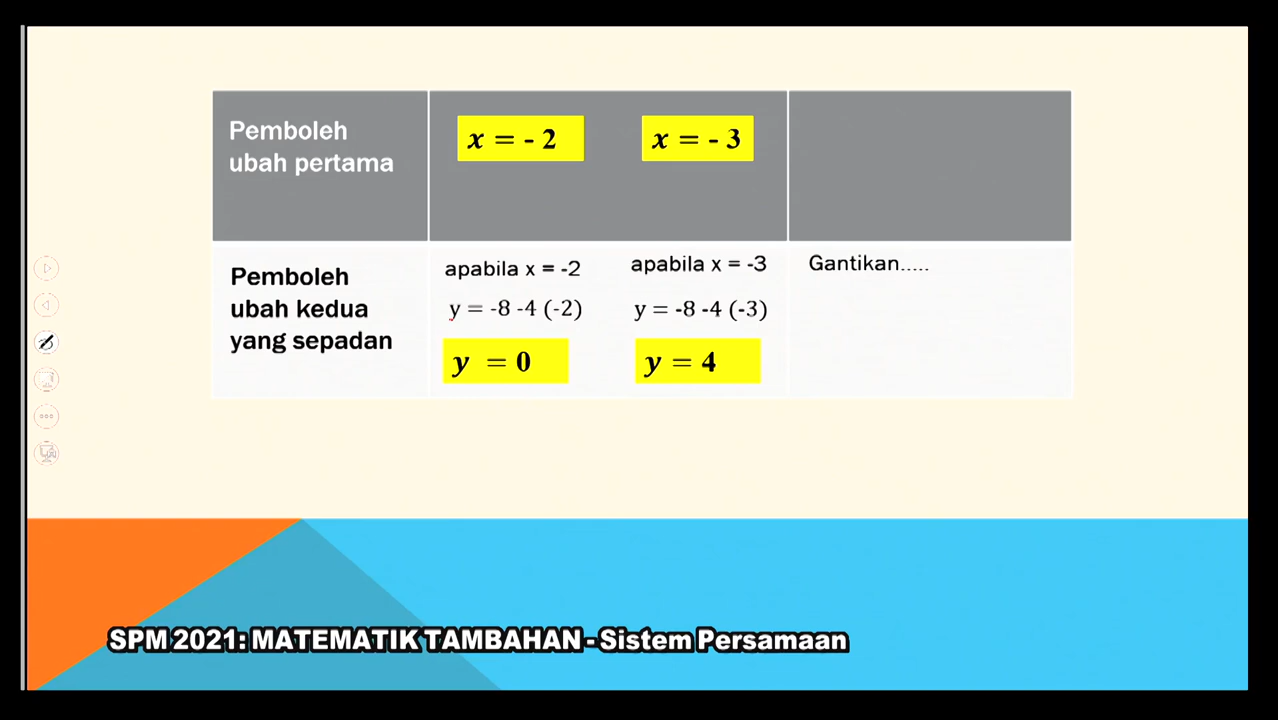 Pemboleh
ubah pertama
x = - 2
x = - 3
Pemboleh
ubah kedua
yang sepadan
apabila x = -2
y = -8 -4 (-2)
y = 0
apabila x = -3
y = -8 -4 (-3)
y = 4
Gantikan.....
SPM 2021: MATEMATIK TAMBAHAN - Sistem Persamaan